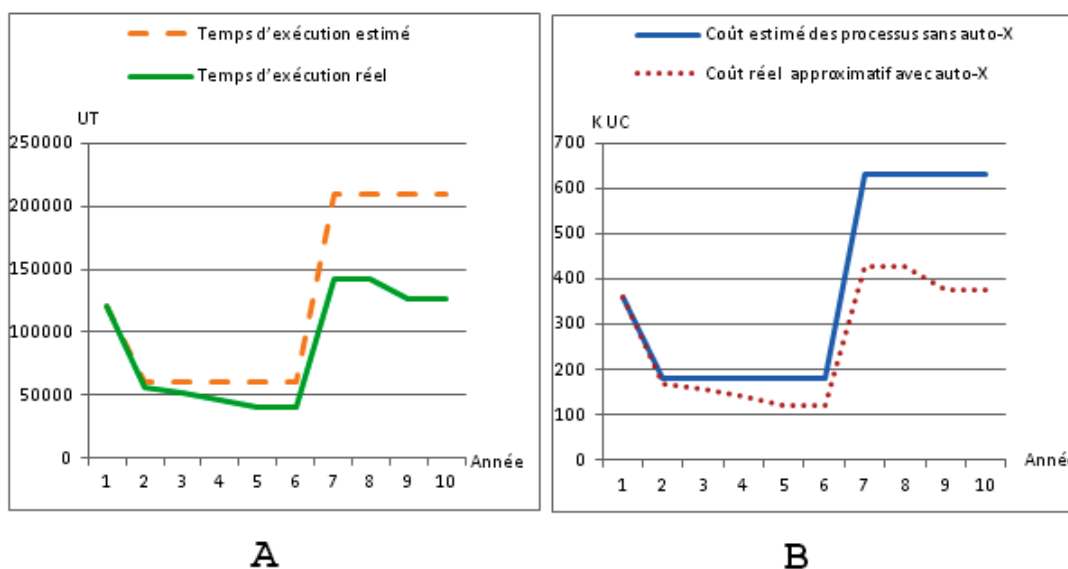 Temps d'exécution estimé
Temps d'exécution réel
UT
250000
200000
150000
100000
50000
0
1 2 3 4 5 6 7 8 9 10
Année
A
Coût estimé des processus sans auto-X
Coût réel approximatif avec auto-X
K UC
700
600
500
400
300
200
100
0
1 2 3 4 5 6 7 8 9 10
Année
B